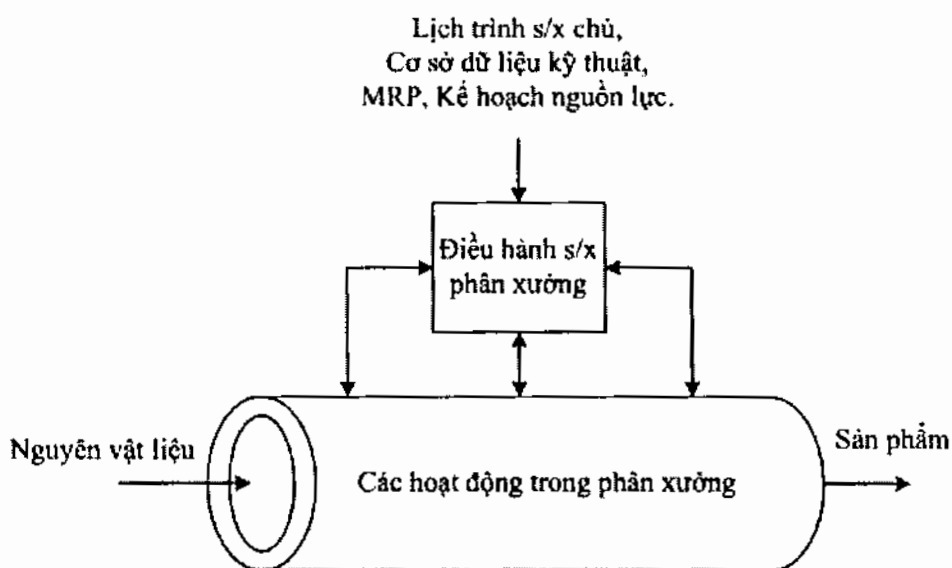 Lịch trình s/x chủ,
Cơ sở dữ liệu kỹ thuật,
MRP, Kế hoạch nguồn lực.
Điều hành s/x
phân xưởng
Nguyên vật liệu
Các hoạt động trong phân xưởng
Sản phẩm